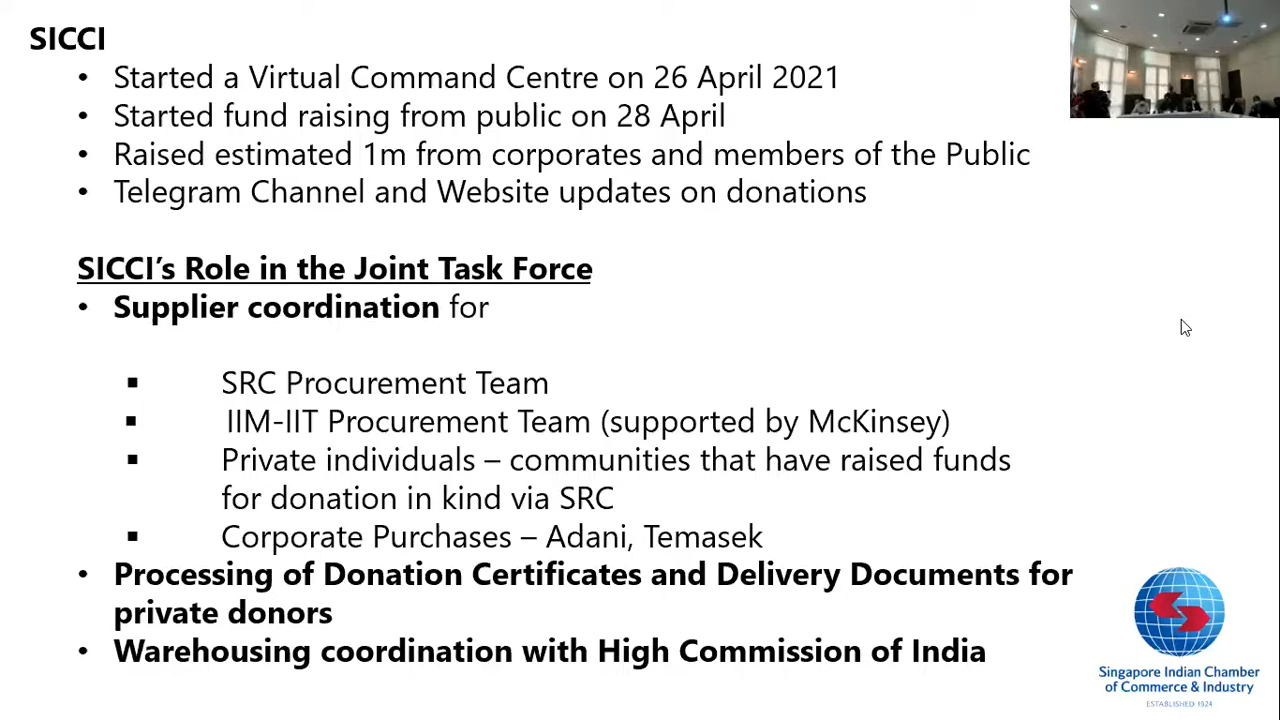 SICCI
• Started a Virtual Command Centre on 26 April 2021
• Started fund raising from public on 28 April
• Raised estimated 1m from corporates and members of the Public
• Telegram Channel and Website updates on donations
SICCI’s Role in the Joint Task Force
• Supplier coordination for
▪ SRC Procurement Team
▪ IIM-IIT Procurement Team (supported by McKinsey)
▪ Private individuals – communities that have raised funds
for donation in kind via SRC
▪ Corporate Purchases – Adani, Temasek
• Processing of Donation Certificates and Delivery Documents for
private donors
• Warehousing coordination with High Commission of India
Singapore Indian Chamber
of Commerce & Industry
ESTABLISHED 1924